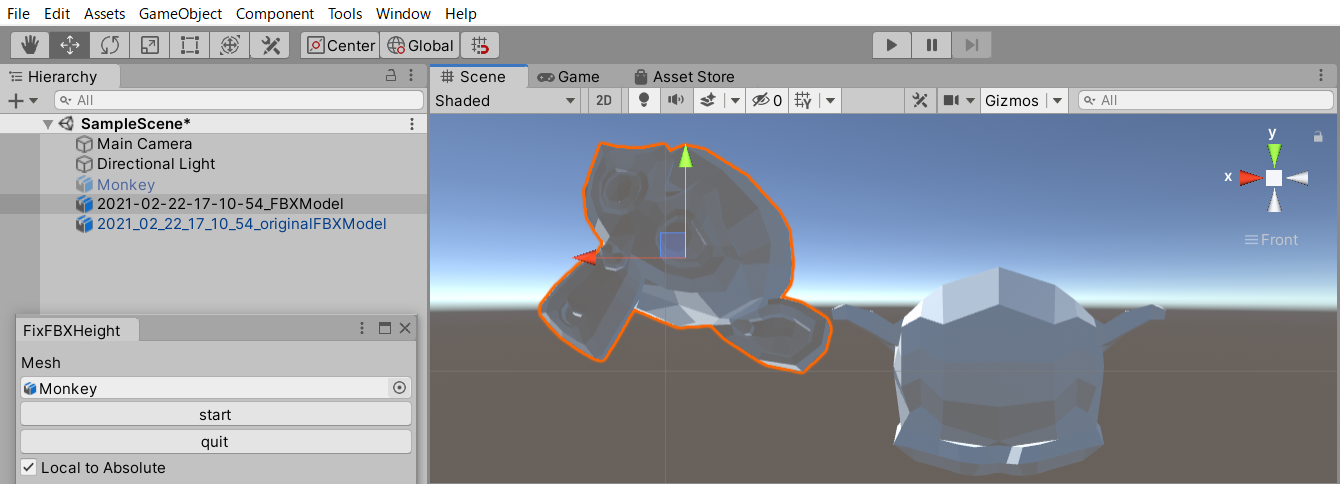 File Edit Assets GameObject Component Tools Window Help
Center Global
Hierarchy
All
SampleScene*
Main Camera
Directional Light
Monkey
2021-02-22-17-10-54_FBXModel
2021_02_22_17_10_54_originalFBXModel
FixFBXHeight
Mesh
Monkey
start
quit
Local to Absolute
Scene Game Asset Store
Shaded 2D 0 Y Gizmos All
y
x
Front